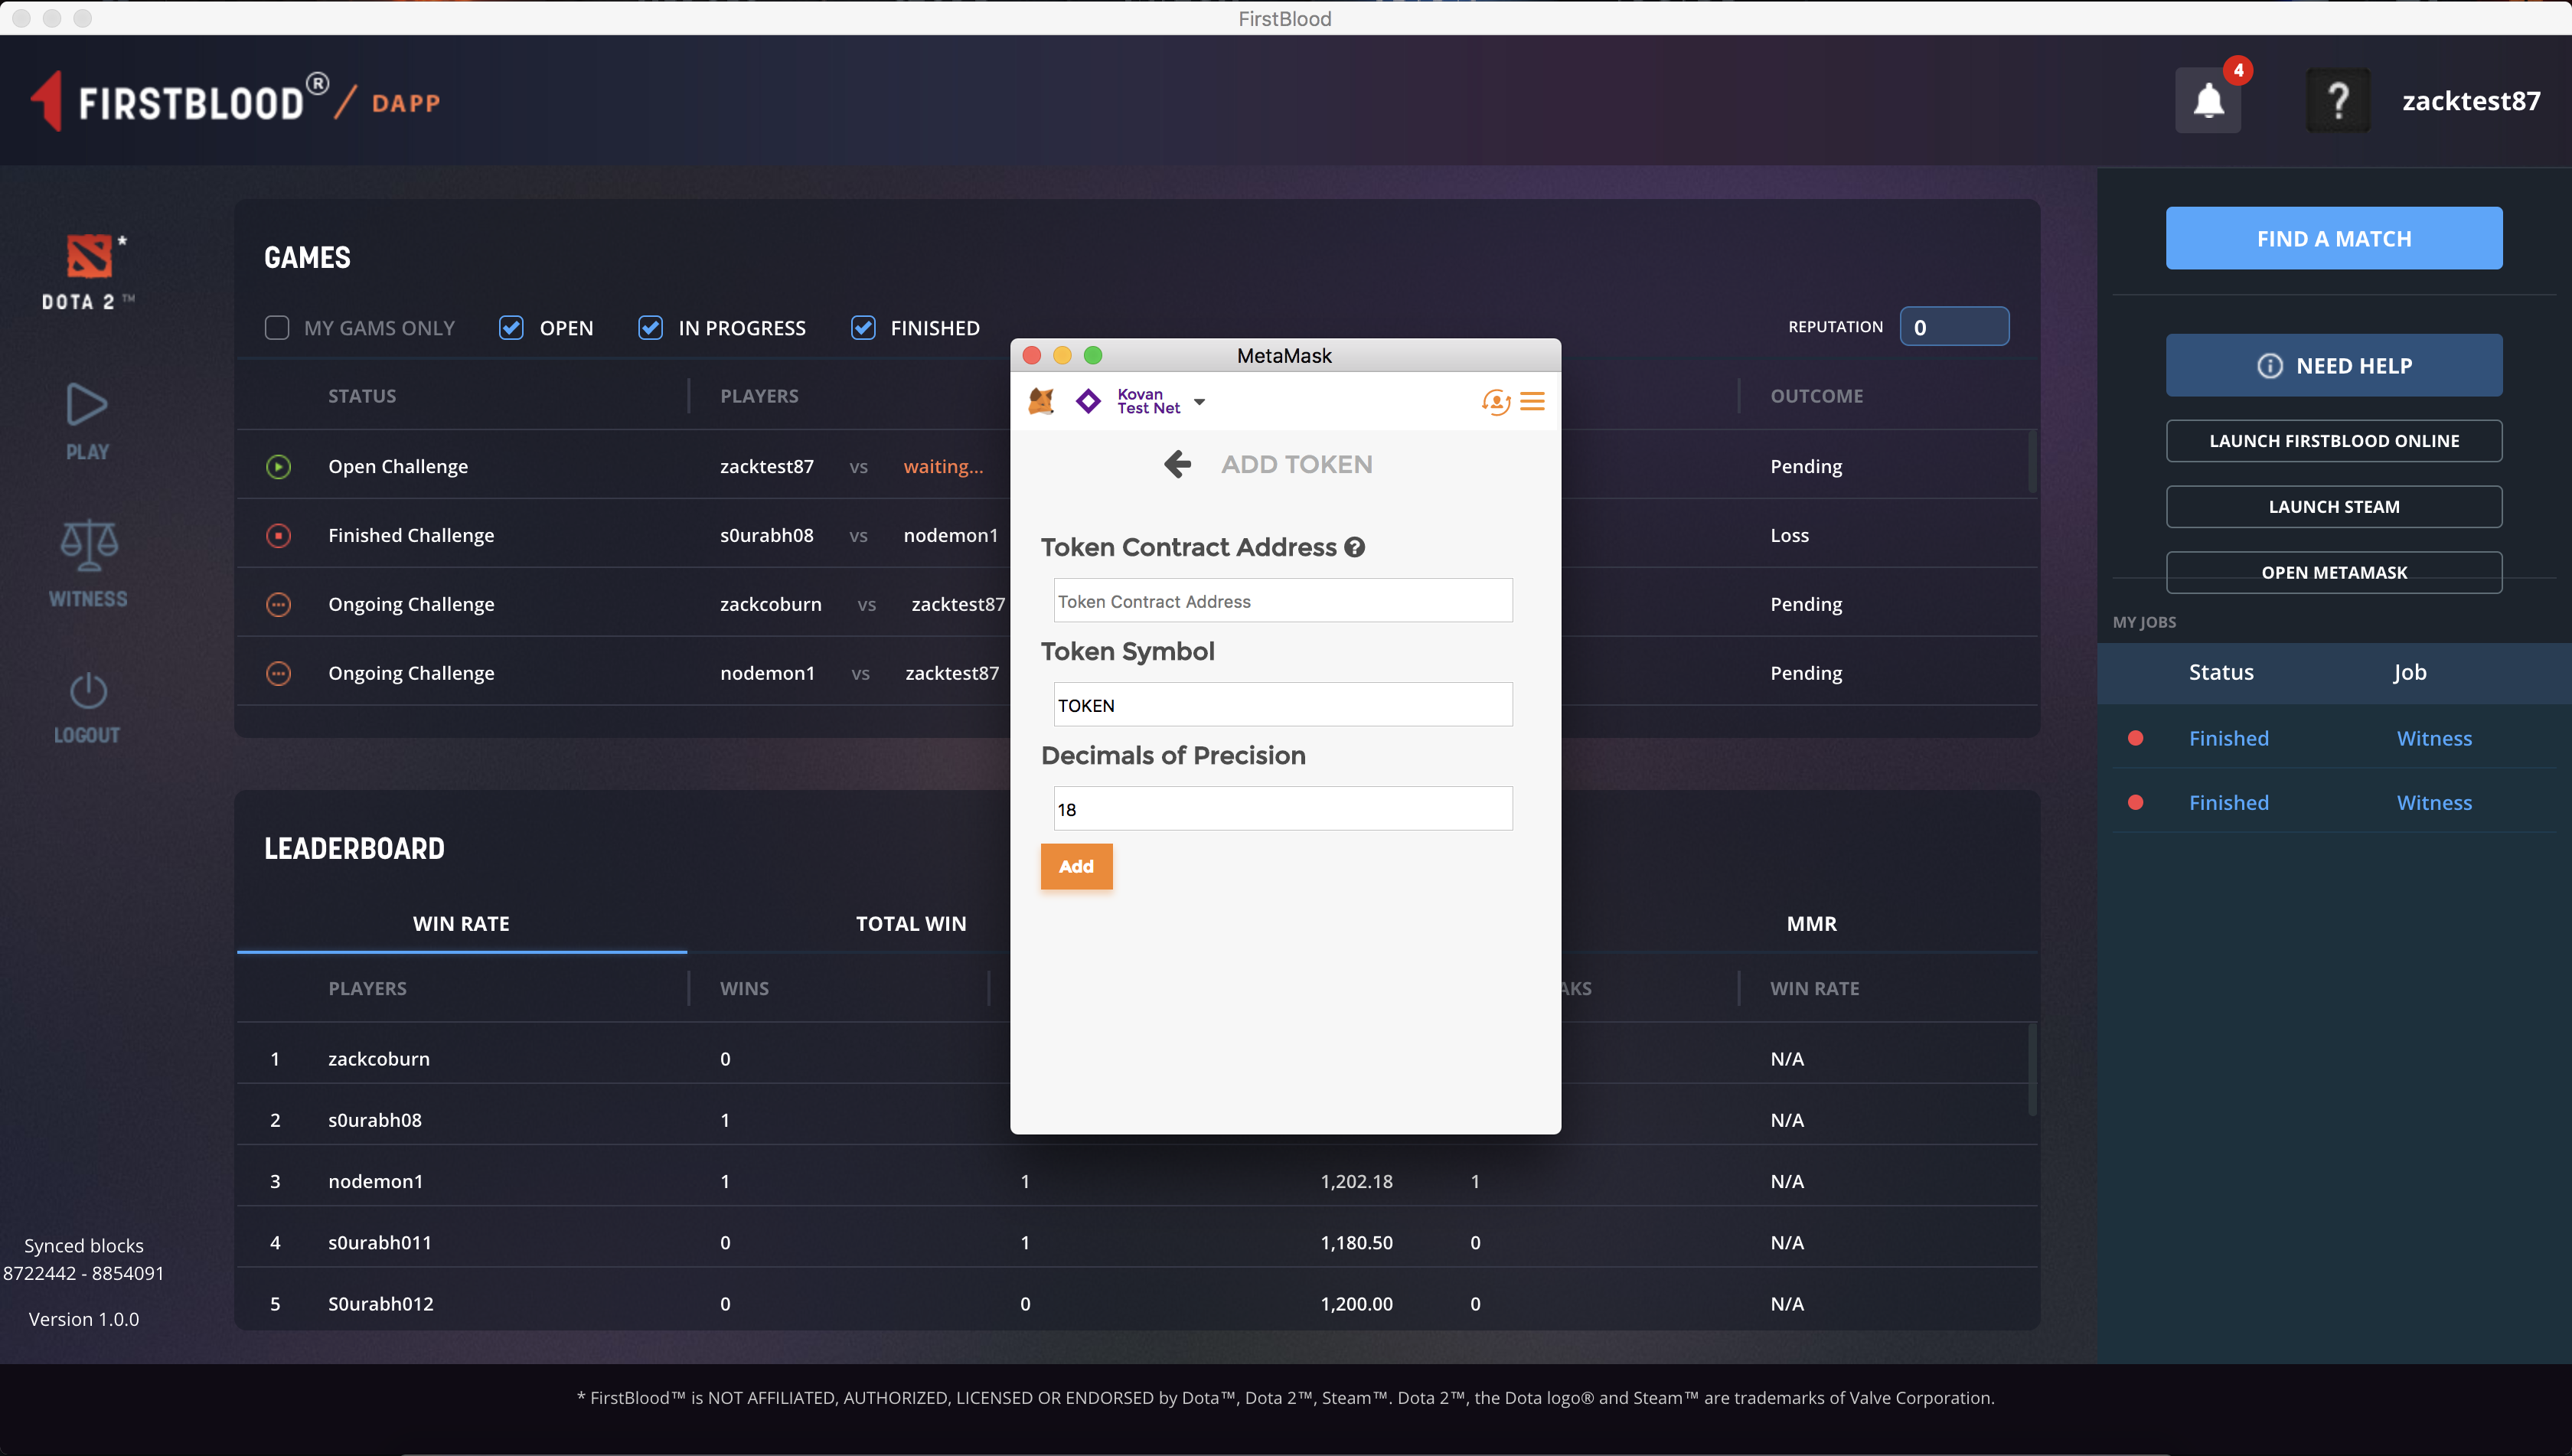 FirstBlood
FIRSTBLOOD® / DAPP
4
?
zacktest87
DOTA 2™ *
PLAY
WITNESS
LOGOUT
Synced blocks
8722442 - 8854091
Version 1.0.0
GAMES
MY GAMS ONLY OPEN IN PROGRESS FINISHED
REPUTATION 0
STATUS PLAYERS OUTCOME
Open Challenge zacktest87 vs waiting... Pending
Finished Challenge s0urabh08 vs nodemon1 Loss
Ongoing Challenge zackcoburn vs zacktest87 Pending
Ongoing Challenge nodemon1 vs zacktest87 Pending
MetaMask
Kovan
Test Net
ADD TOKEN
Token Contract Address ?
Token Contract Address
Token Symbol
TOKEN
Decimals of Precision
18
Add
LEADERBOARD
WIN RATE TOTAL WIN MMR
PLAYERS WINS AKS WIN RATE
1 zackcoburn 0 N/A
2 s0urabh08 1 N/A
3 nodemon1 1 1 1,202.18 1 N/A
4 s0urabh011 0 1 1,180.50 0 N/A
5 S0urabh012 0 0 1,200.00 0 N/A
FIND A MATCH
NEED HELP
LAUNCH FIRSTBLOOD ONLINE
LAUNCH STEAM
OPEN METAMASK
MY JOBS
Status Job
Finished Witness
Finished Witness
* FirstBlood™ is NOT AFFILIATED, AUTHORIZED, LICENSED OR ENDORSED by Dota™, Dota 2™, Steam™. Dota 2™, the Dota logo® and Steam™ are trademarks of Valve Corporation.